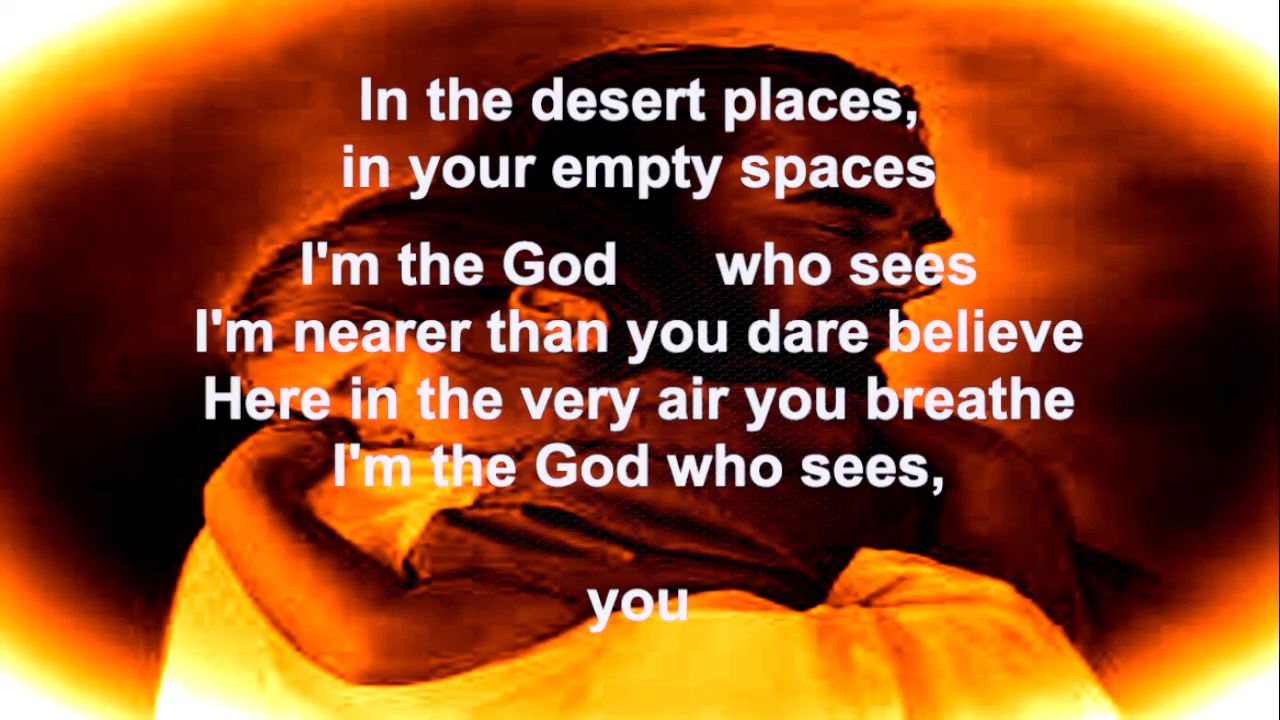 In the desert places,
in your empty spaces
I'm the God who sees
I'm nearer than you dare believe
Here in the very air you breathe
I'm the God who sees,
you